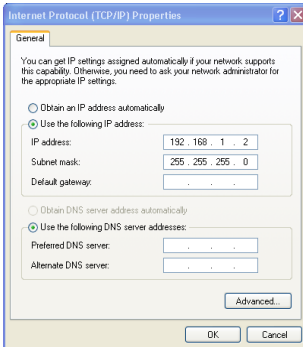 Internet Protocol (TCP/IP) Properties
General
You can get IP settings assigned automatically if your network supports
this capability. Otherwise, you need to ask your network administrator for
the appropriate IP settings.
Obtain an IP address automatically
Use the following IP address:
IP address: 192 . 168 . 1 . 2
Subnet mask: 255 . 255 . 255 . 0
Default gateway: . . .
Obtain DNS server address automatically
Use the following DNS server addresses:
Preferred DNS server: . . .
Alternate DNS server: . . .
Advanced...
OK Cancel